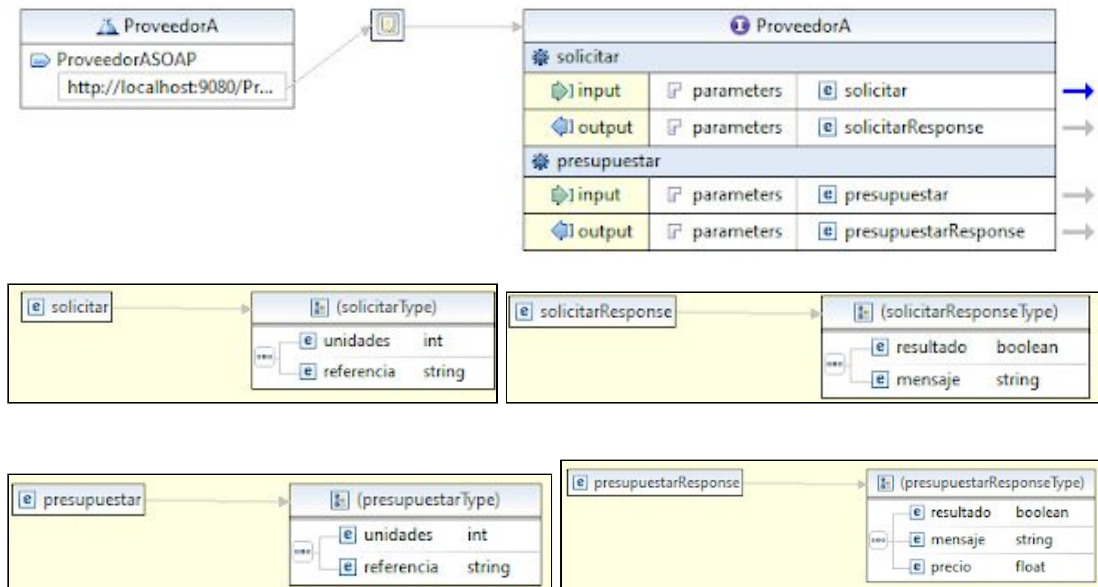 ProveedorA
ProveedorASOAP
http://localhost:9080/Pr...
ProveedorA
solicitar
input parameters e solicitar
output parameters e solicitarResponse
presupuestar
input parameters e presupuestar
output parameters e presupuestarResponse
e solicitar
(solicitarType)
e unidades int
e referencia string
e solicitarResponse
(solicitarResponseType)
e resultado boolean
e mensaje string
e presupuestar
(presupuestarType)
e unidades int
e referencia string
e presupuestarResponse
(presupuestarResponseType)
e resultado boolean
e mensaje string
e precio float